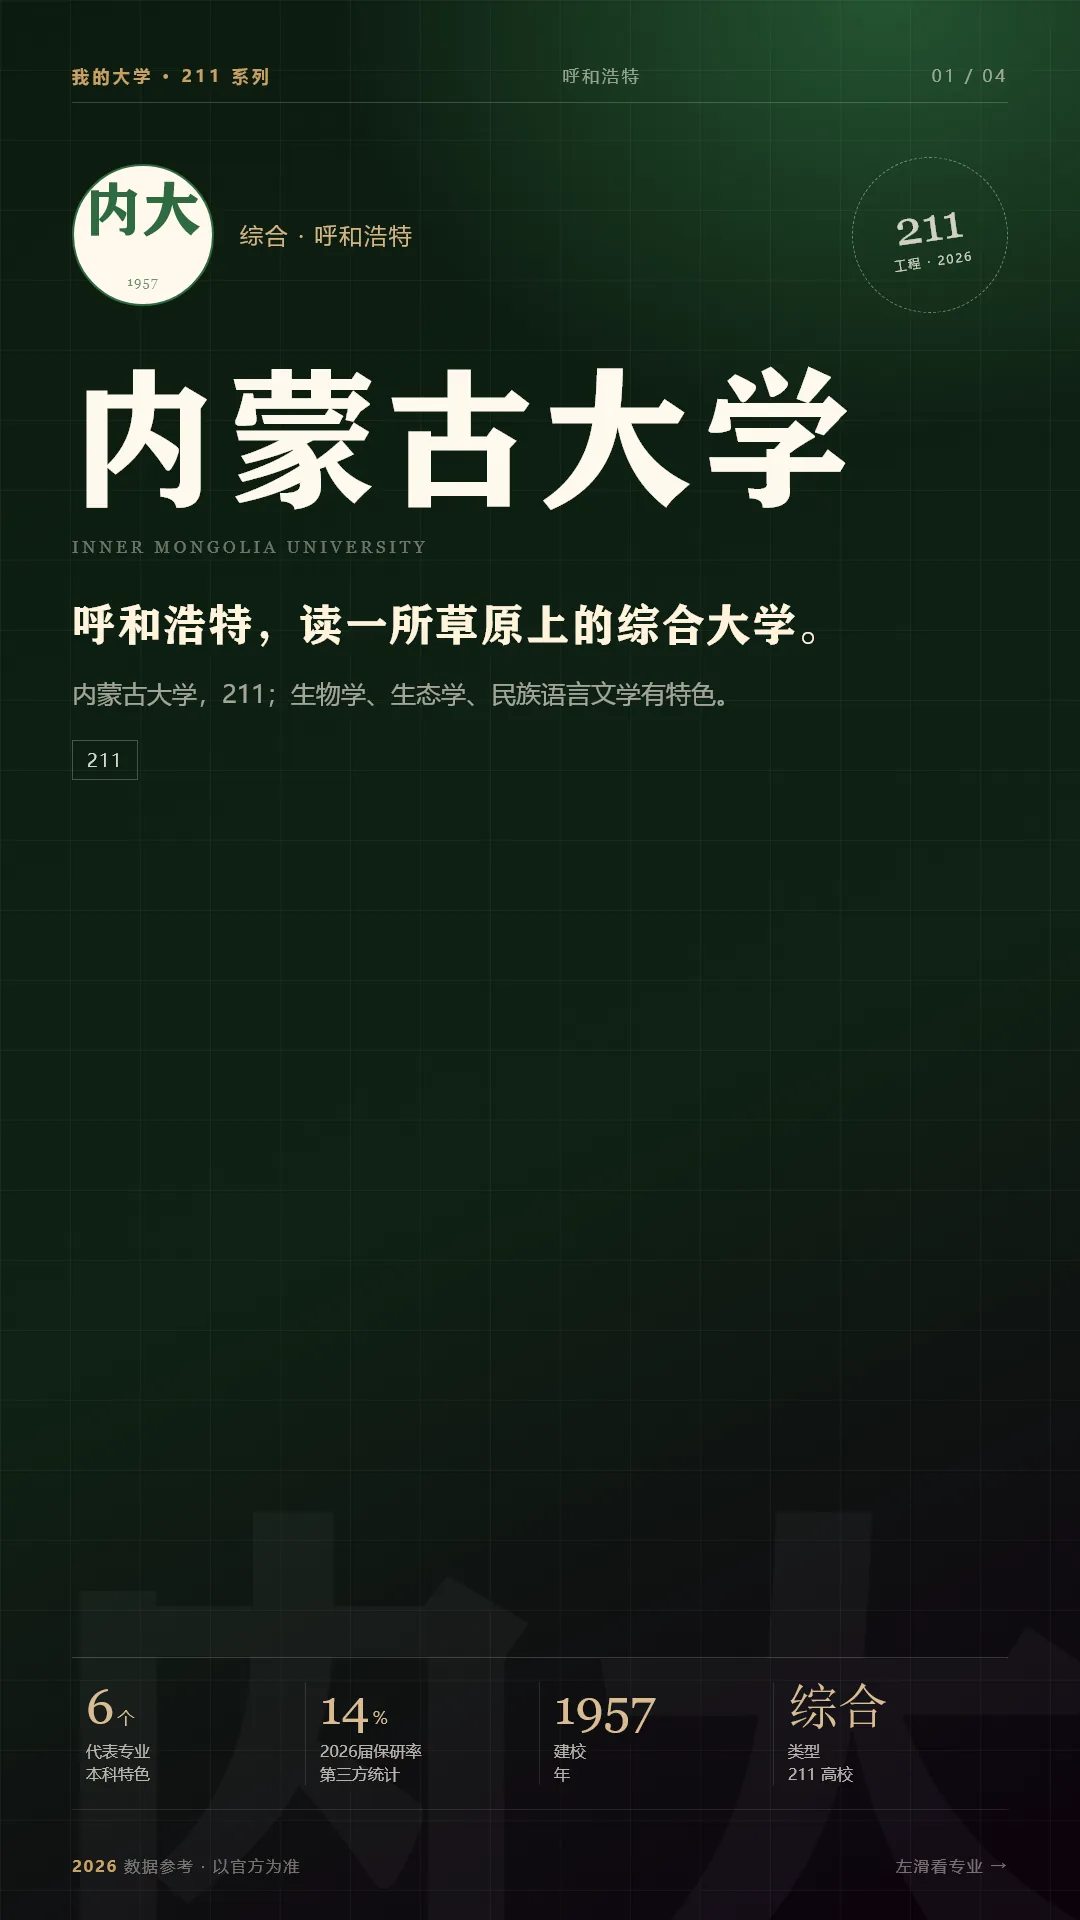 我的大学 · 211 系列
呼和浩特
01 / 04
内大
1957
综合 · 呼和浩特
211
工程 · 2026
内蒙古大学
INNER MONGOLIA UNIVERSITY
呼和浩特，读一所草原上的综合大学。
内蒙古大学，211；生物学、生态学、民族语言文学有特色。
211
内大
6个
代表专业
本科特色
14%
2026届保研率
第三方统计
1957
建校
年
综合
类型
211 高校
2026 数据参考 · 以官方为准
左滑看专业 →